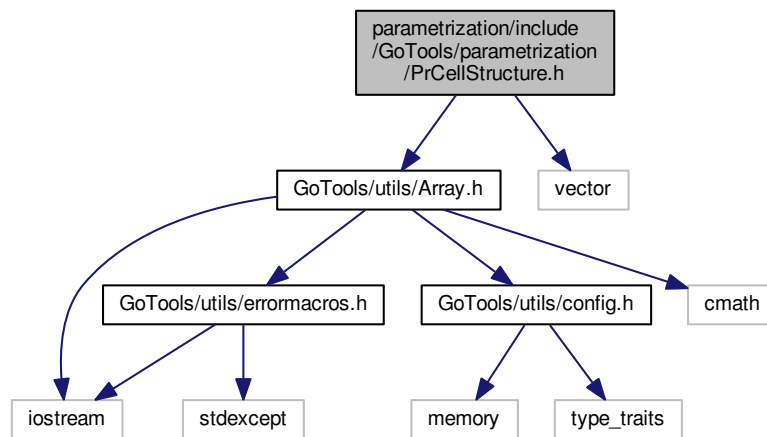 parametrization/include
/GoTools/parametrization
/PrCellStructure.h
GoTools/utils/Array.h
vector
GoTools/utils/errormacros.h
GoTools/utils/config.h
cmath
iostream
stdexcept
memory
type_traits